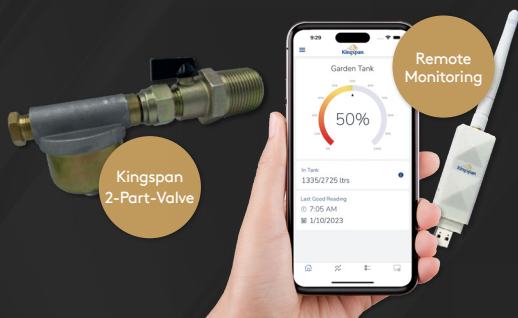 Remote
Monitoring
Kingspan
2-Part-Valve
9:29
Kingspan
Garden Tank
50%
In Tank
1335/2725 ltrs
Last Good Reading
7:05 AM
1/10/2023
Kingspan